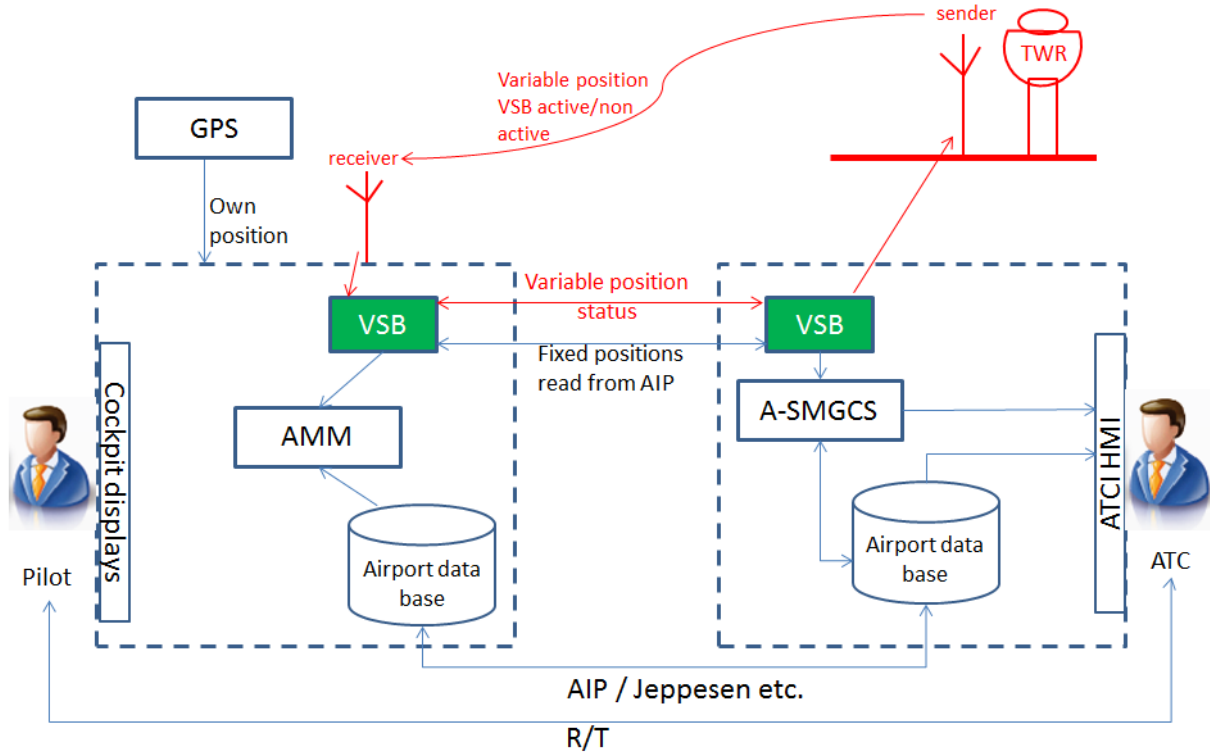 sender
TWR
Variable position
VSB active/non
active
GPS
receiver
Own
position
Variable position
status
VSB
VSB
Fixed positions
read from AIP
Cockpit displays
AMM
A-SMGCS
ATCI HMI
Airport data
base
Airport data
base
Pilot
ATC
AIP / Jeppesen etc.
R/T